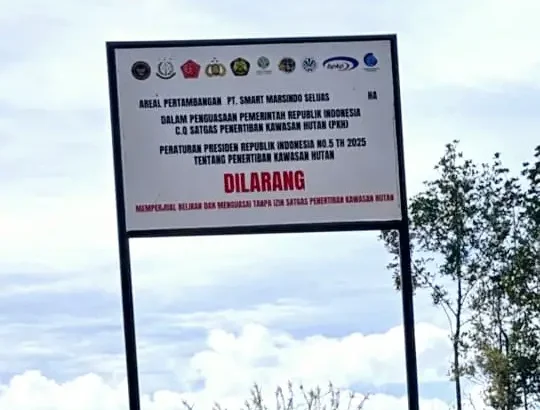 AREAL PERTAMBANGAN PT. SMART MARSINDO SELUAS HA
DALAM PENGUASAAN PEMERINTAH REPUBLIK INDONESIA
C.Q SATGAS PENERTIBAN KAWASAN HUTAN (PKH)
PERATURAN PRESIDEN REPUBLIK INDONESIA NO.5 TH 2025
TENTANG PENERTIBAN KAWASAN HUTAN
DILARANG
MEMPERJUAL BELIKAN DAN MENGUASAI TANPA IZIN SATGAS PENERTIBAN KAWASAN HUTAN